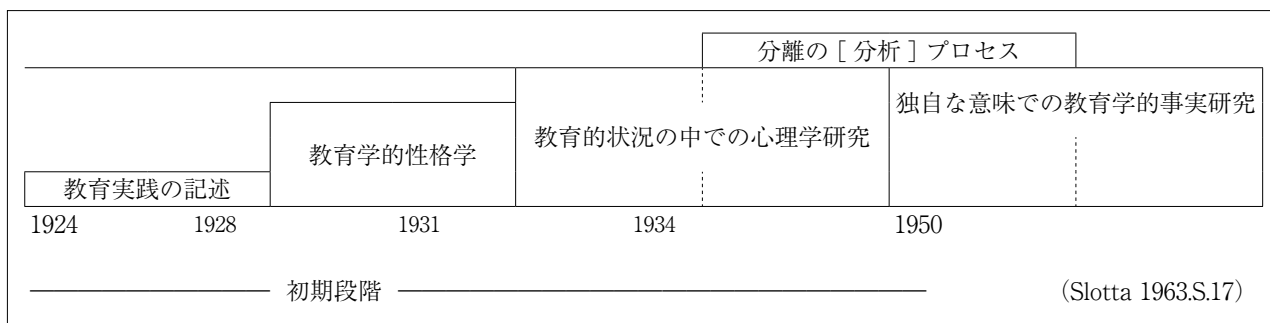 分離の［分析］プロセス
独自な意味での教育学的事実研究
教育的状況の中での心理学研究
教育学的性格学
教育実践の記述
1924 1928 1931 1934 1950
初期段階 (Slotta 1963.S.17)